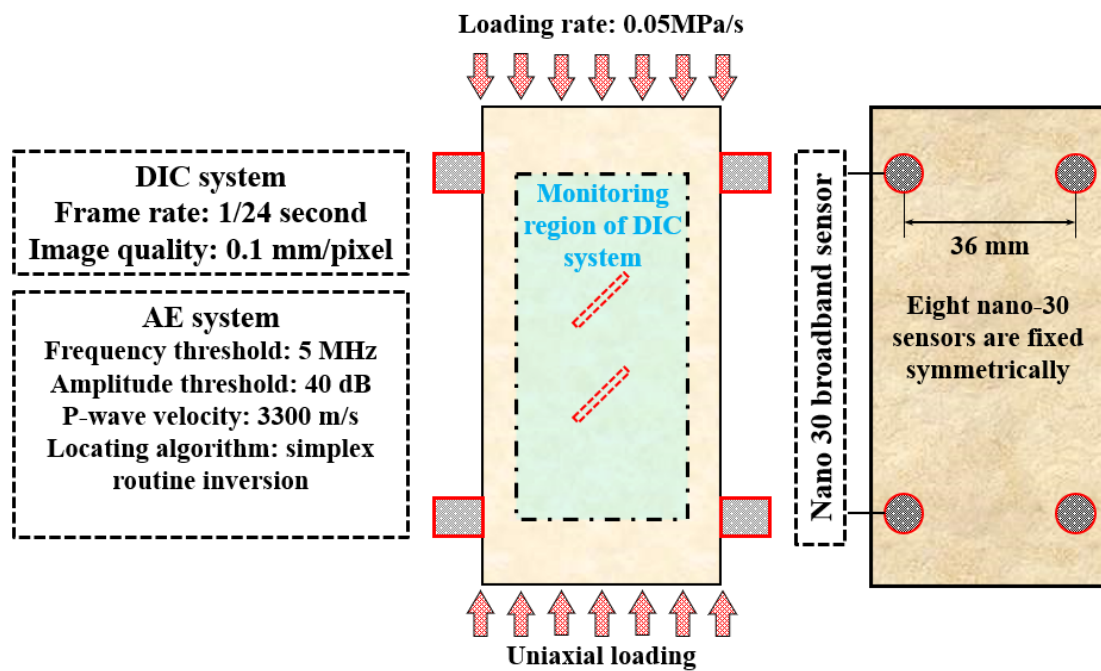 Loading rate: 0.05MPa/s
DIC system
Frame rate: 1/24 second
Image quality: 0.1 mm/pixel
AE system
Frequency threshold: 5 MHz
Amplitude threshold: 40 dB
P-wave velocity: 3300 m/s
Locating algorithm: simplex
routine inversion
Monitoring
region of DIC
system
Nano 30 broadband sensor
36 mm
Eight nano-30
sensors are fixed
symmetrically
Uniaxial loading